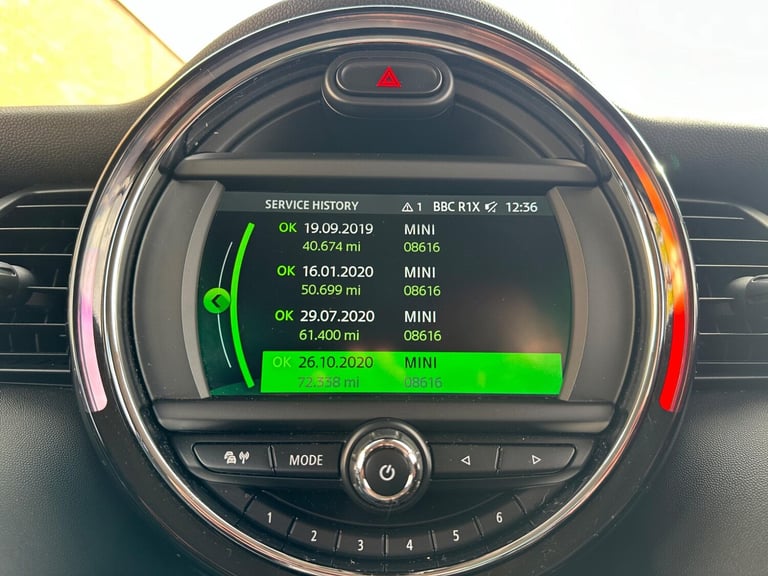 SERVICE HISTORY 1 BBC R1X 12:36
OK 19.09.2019 MINI
40.674 mi 08616
OK 16.01.2020 MINI
50.699 mi 08616
OK 29.07.2020 MINI
61.400 mi 08616
OK 26.10.2020 MINI
72.338 mi 08616
MODE
1 2 3 4 5 6